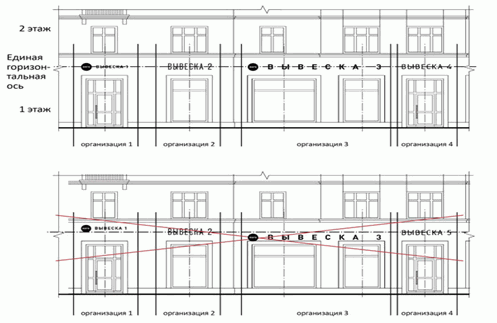 2 этаж
Единая
горизон-
тальная
ось
ВЫВЕСКА 1
ВЫВЕСКА 2
ВЫВЕСКА 3
ВЫВЕСКА 4
1 этаж
организация 1
организация 2
организация 3
организация 4
ВЫВЕСКА 1
ВЫВЕСКА 2
ВЫВЕСКА 3
ВЫВЕСКА 5
организация 1
организация 2
организация 3
организация 4